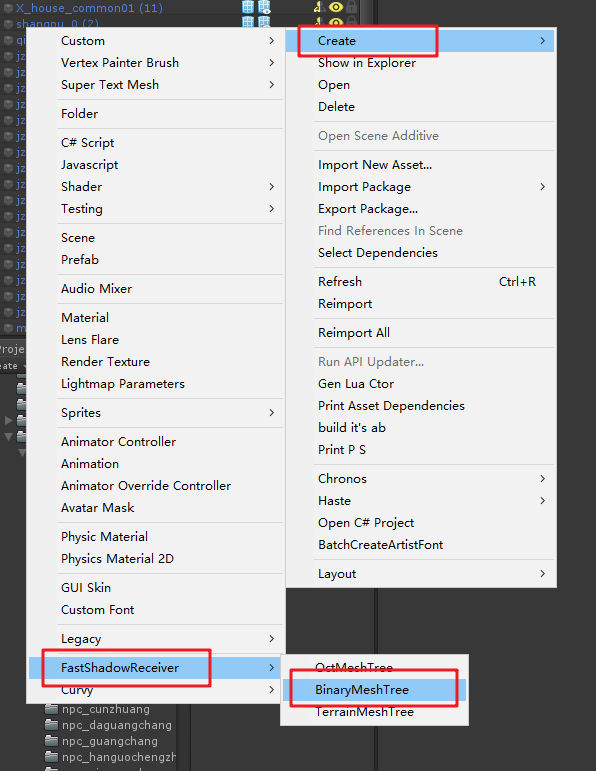 X_house_common01 (11)
shangpu_0 (2)
Custom
Vertex Painter Brush
Super Text Mesh
Folder
C# Script
Javascript
Shader
Testing
Scene
Prefab
Audio Mixer
Material
Lens Flare
Render Texture
Lightmap Parameters
Sprites
Animator Controller
Animation
Animator Override Controller
Avatar Mask
Physic Material
Physics Material 2D
GUI Skin
Custom Font
Legacy
FastShadowReceiver
Curvy
Create
Show in Explorer
Open
Delete
Open Scene Additive
Import New Asset...
Import Package
Export Package...
Find References In Scene
Select Dependencies
Refresh Ctrl+R
Reimport
Reimport All
Run API Updater...
Gen Lua Ctor
Print Asset Dependencies
build it's ab
Print P S
Chronos
Haste
Open C# Project
BatchCreateArtistFont
Layout
OctMeshTree
BinaryMeshTree
TerrainMeshTree
npc_cunzhuang
npc_daguangchang
npc_guangchang
npc_hanguochengzh